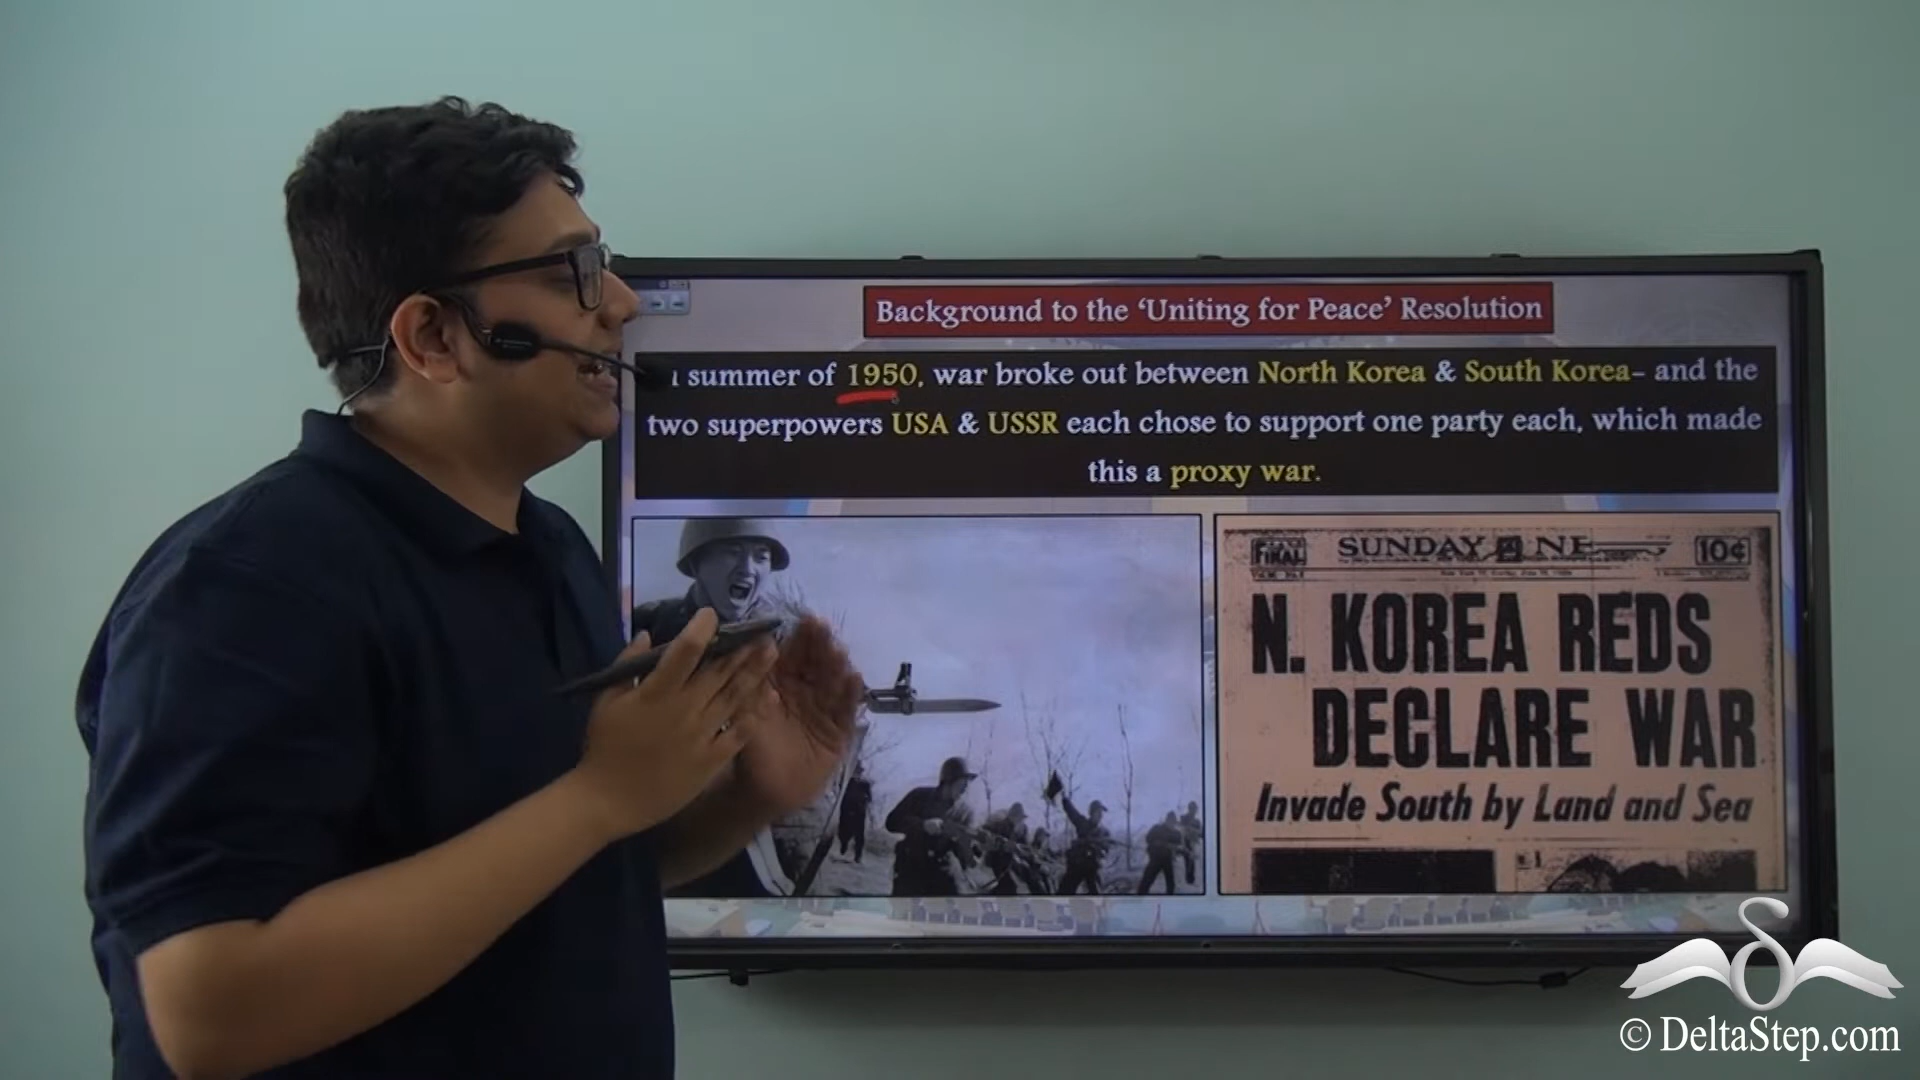 Background to the ‘Uniting for Peace’ Resolution
summer of 1950, war broke out between North Korea & South Korea– and the
two superpowers USA & USSR each chose to support one party each, which made
this a proxy war.
FINAL
SUNDAY NE
10¢
N. KOREA REDS
DECLARE WAR
Invade South by Land and Sea
© DeltaStep.com